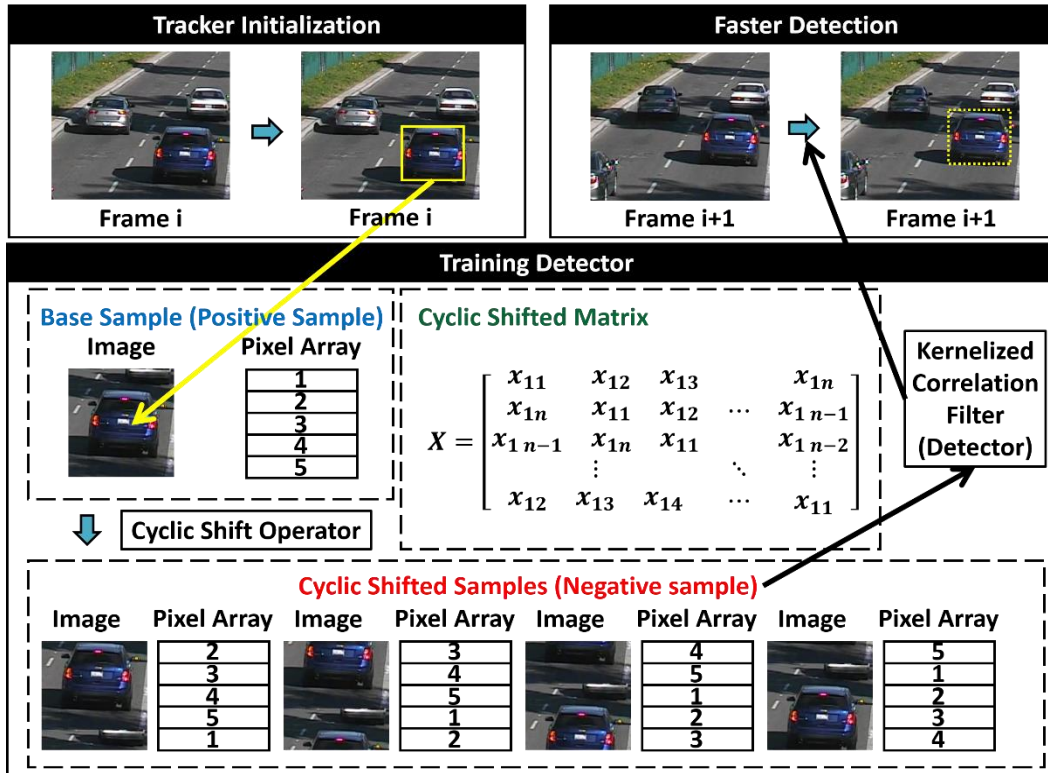 Tracker Initialization
Frame i
Frame i
Faster Detection
Frame i+1
Frame i+1
Training Detector
Base Sample (Positive Sample)
Image
Pixel Array
1
2
3
4
5
Cyclic Shift Operator
Cyclic Shifted Matrix
X =
x11 x12 x13 x1n
x1n x11 x12 … x1 n−1
x1 n−1 x1n x11 x1 n−2
⋮ ⋱ ⋮
x12 x13 x14 … x11
Kernelized
Correlation
Filter
(Detector)
Cyclic Shifted Samples (Negative sample)
Image
Pixel Array
2
3
4
5
1
Image
Pixel Array
3
4
5
1
2
Image
Pixel Array
4
5
1
2
3
Image
Pixel Array
5
1
2
3
4